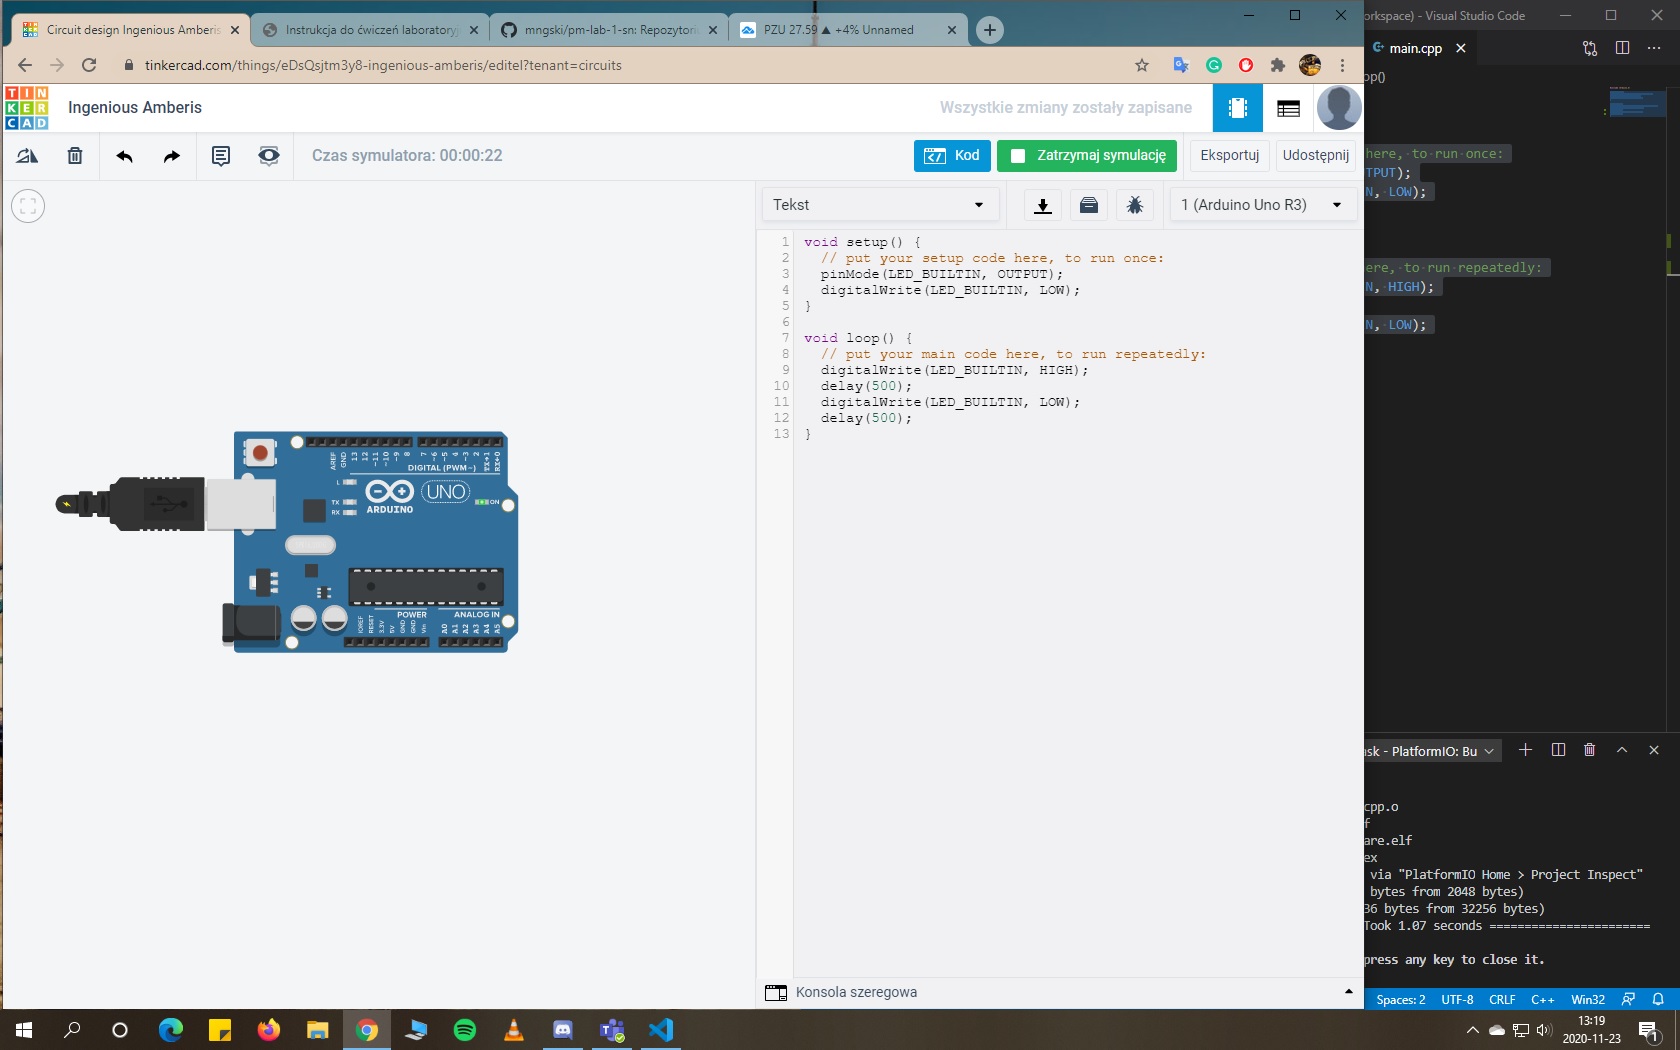 Circuit design Ingenious Amberis
Instrukcja do ćwiczeń laboratoryj
mngski/pm-lab-1-sn: Repozytori
PZU 27.59 ▲ +4% Unnamed
tinkercad.com/things/eDsQsjtm3y8-ingenious-amberis/editel?tenant=circuits
TIN
KER
CAD
Ingenious Amberis
Wszystkie zmiany zostały zapisane
Czas symulatora: 00:00:22
Kod
Zatrzymaj symulację
Eksportuj
Udostępnij
Tekst
1 (Arduino Uno R3)
1 void setup() {
2 // put your setup code here, to run once:
3 pinMode(LED_BUILTIN, OUTPUT);
4 digitalWrite(LED_BUILTIN, LOW);
5 }
6
7 void loop() {
8 // put your main code here, to run repeatedly:
9 digitalWrite(LED_BUILTIN, HIGH);
10 delay(500);
11 digitalWrite(LED_BUILTIN, LOW);
12 delay(500);
13 }
AREF GND 13 12 ~11 ~10 ~9 8 7 ~6 ~5 4 ~3 2 TX→1 RX←0
DIGITAL (PWM~)
L
TX
RX
UNO
ARDUINO
ON
POWER
ANALOG IN
IOREF RESET 3.3V 5V GND GND Vin A0 A1 A2 A3 A4 A5
Konsola szeregowa
orkspace) - Visual Studio Code
main.cpp
op()
here, to run once:
TPUT);
N, LOW);
ere, to run repeatedly:
N, HIGH);
N, LOW);
sk - PlatformIO: Bu
cpp.o
f
are.elf
ex
via "PlatformIO Home > Project Inspect"
bytes from 2048 bytes)
36 bytes from 32256 bytes)
Took 1.07 seconds =======================
press any key to close it.
Spaces: 2
UTF-8
CRLF
C++
Win32
13:19
2020-11-23
1